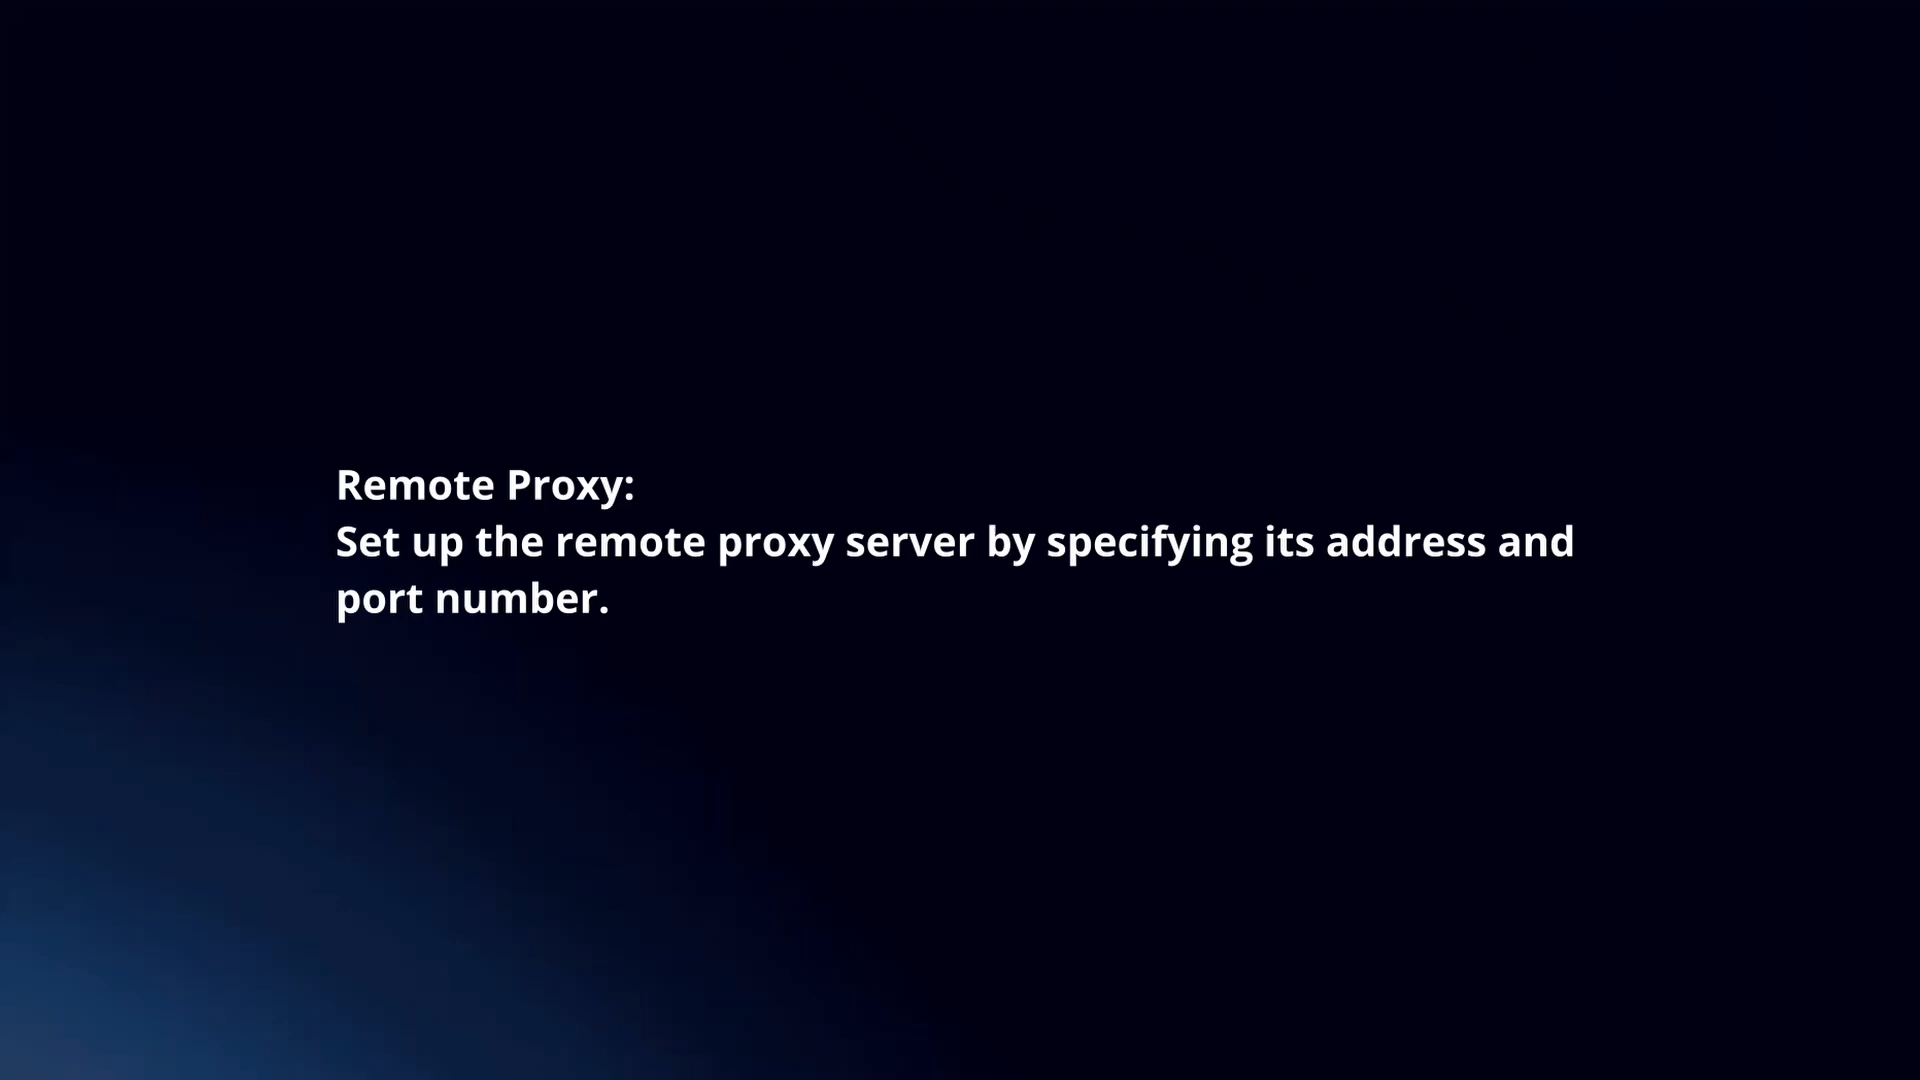 Remote Proxy:
Set up the remote proxy server by specifying its address and
port number.